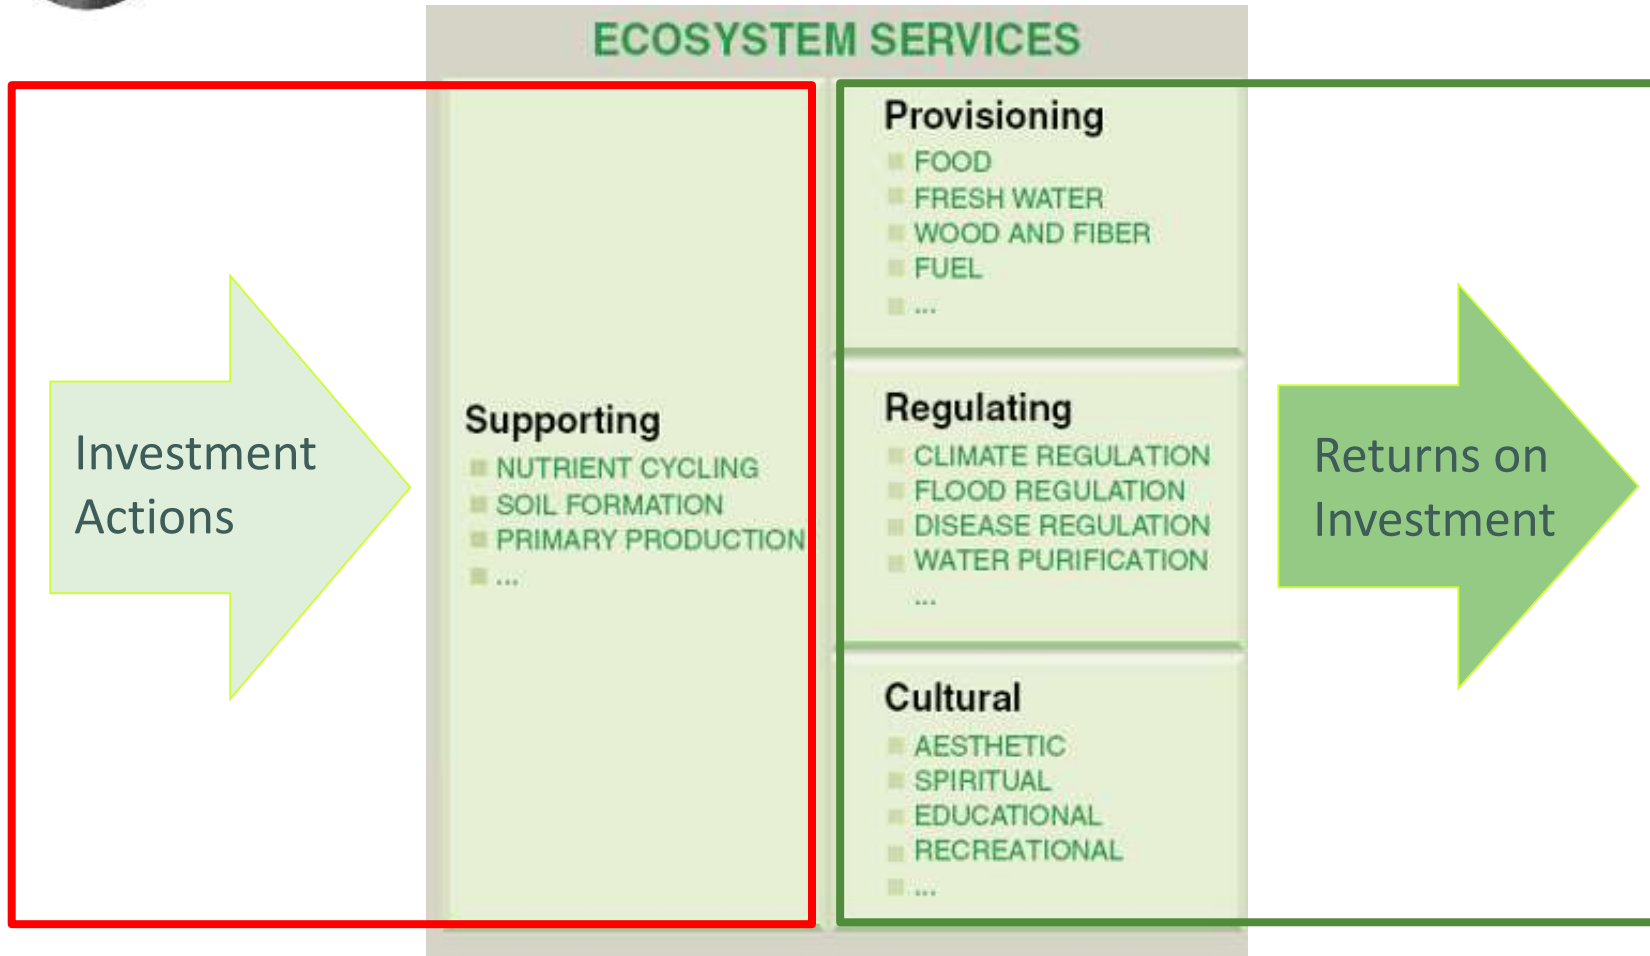 ECOSYSTEM SERVICES
Investment
Actions
Supporting
NUTRIENT CYCLING
SOIL FORMATION
PRIMARY PRODUCTION
...
Provisioning
FOOD
FRESH WATER
WOOD AND FIBER
FUEL
...
Regulating
CLIMATE REGULATION
FLOOD REGULATION
DISEASE REGULATION
WATER PURIFICATION
...
Cultural
AESTHETIC
SPIRITUAL
EDUCATIONAL
RECREATIONAL
...
Returns on
Investment